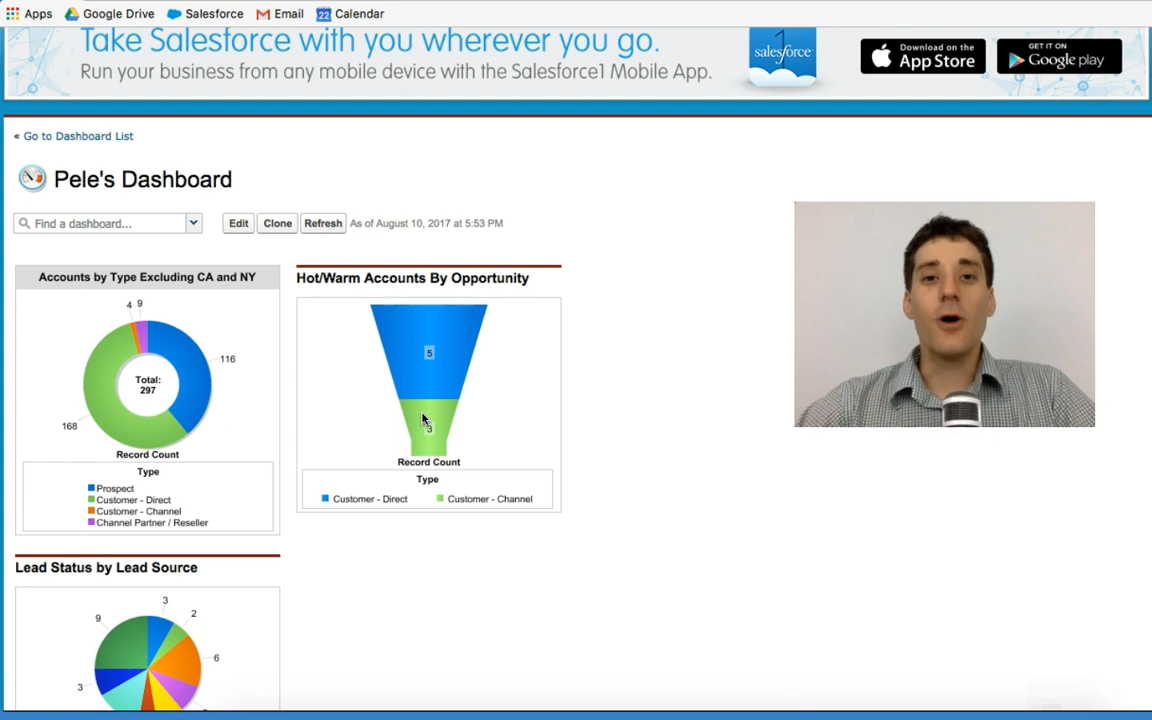 Apps Google Drive Salesforce Email 22 Calendar
Take Salesforce with you wherever you go.
Run your business from any mobile device with the Salesforce1 Mobile App.
salesforce
1
Download on the
App Store
GET IT ON
Google play
« Go to Dashboard List
Pele's Dashboard
Find a dashboard...
Edit Clone Refresh As of August 10, 2017 at 5:53 PM
Accounts by Type Excluding CA and NY
4 9
116
Total:
297
168
Record Count
Type
Prospect
Customer - Direct
Customer - Channel
Channel Partner / Reseller
Hot/Warm Accounts By Opportunity
5
3
Record Count
Type
Customer - Direct Customer - Channel
Lead Status by Lead Source
3
9 2
6
3